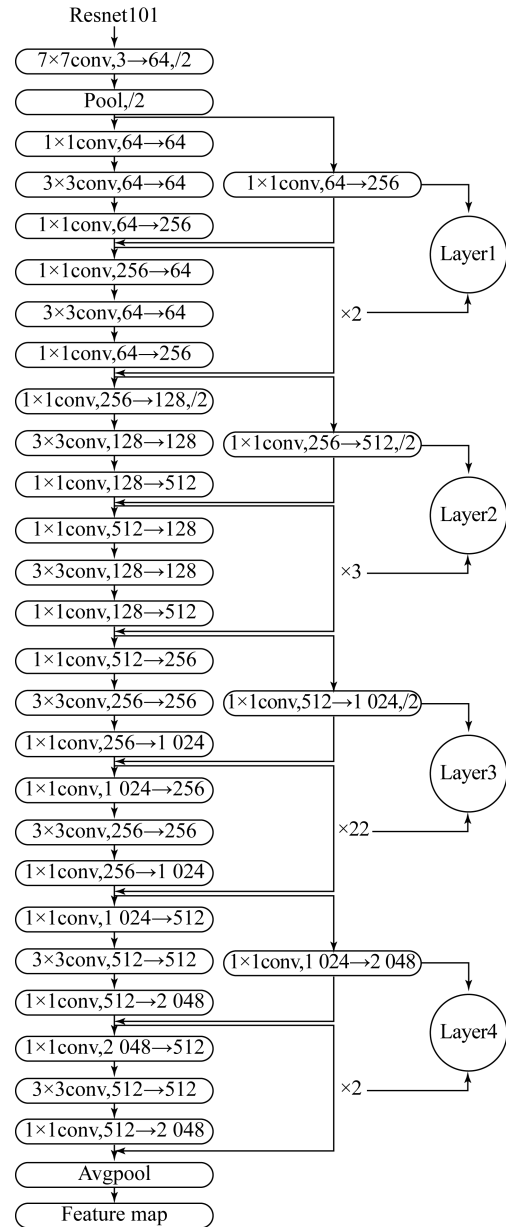 Resnet101
7×7conv,3→64,/2
Pool,/2
1×1conv,64→64
3×3conv,64→64
1×1conv,64→256
1×1conv,64→256
Layer1
1×1conv,256→64
3×3conv,64→64
×2
1×1conv,64→256
1×1conv,256→128,/2
3×3conv,128→128
1×1conv,256→512,/2
1×1conv,128→512
Layer2
1×1conv,512→128
3×3conv,128→128
×3
1×1conv,128→512
1×1conv,512→256
3×3conv,256→256
1×1conv,512→1 024,/2
1×1conv,256→1 024
Layer3
1×1conv,1 024→256
3×3conv,256→256
×22
1×1conv,256→1 024
1×1conv,1 024→512
3×3conv,512→512
1×1conv,1 024→2 048
1×1conv,512→2 048
Layer4
1×1conv,2 048→512
3×3conv,512→512
×2
1×1conv,512→2 048
Avgpool
Feature map